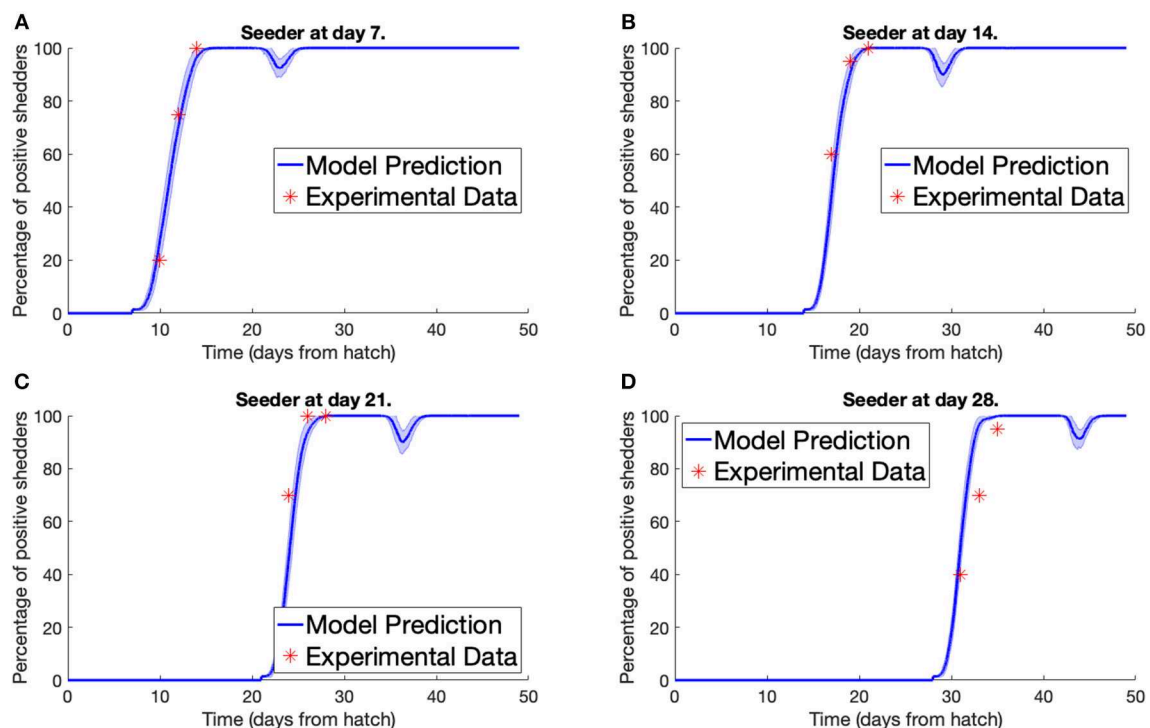 A
Seeder at day 7.
Percentage of positive shedders
100
80
60
40
20
0
Model Prediction
Experimental Data
0 10 20 30 40 50
Time (days from hatch)
B
Seeder at day 14.
Percentage of positive shedders
100
80
60
40
20
0
Model Prediction
Experimental Data
0 10 20 30 40 50
Time (days from hatch)
C
Seeder at day 21.
Percentage of positive shedders
100
80
60
40
20
0
Model Prediction
Experimental Data
0 10 20 30 40 50
Time (days from hatch)
D
Seeder at day 28.
Percentage of positive shedders
100
80
60
40
20
0
Model Prediction
Experimental Data
0 10 20 30 40 50
Time (days from hatch)